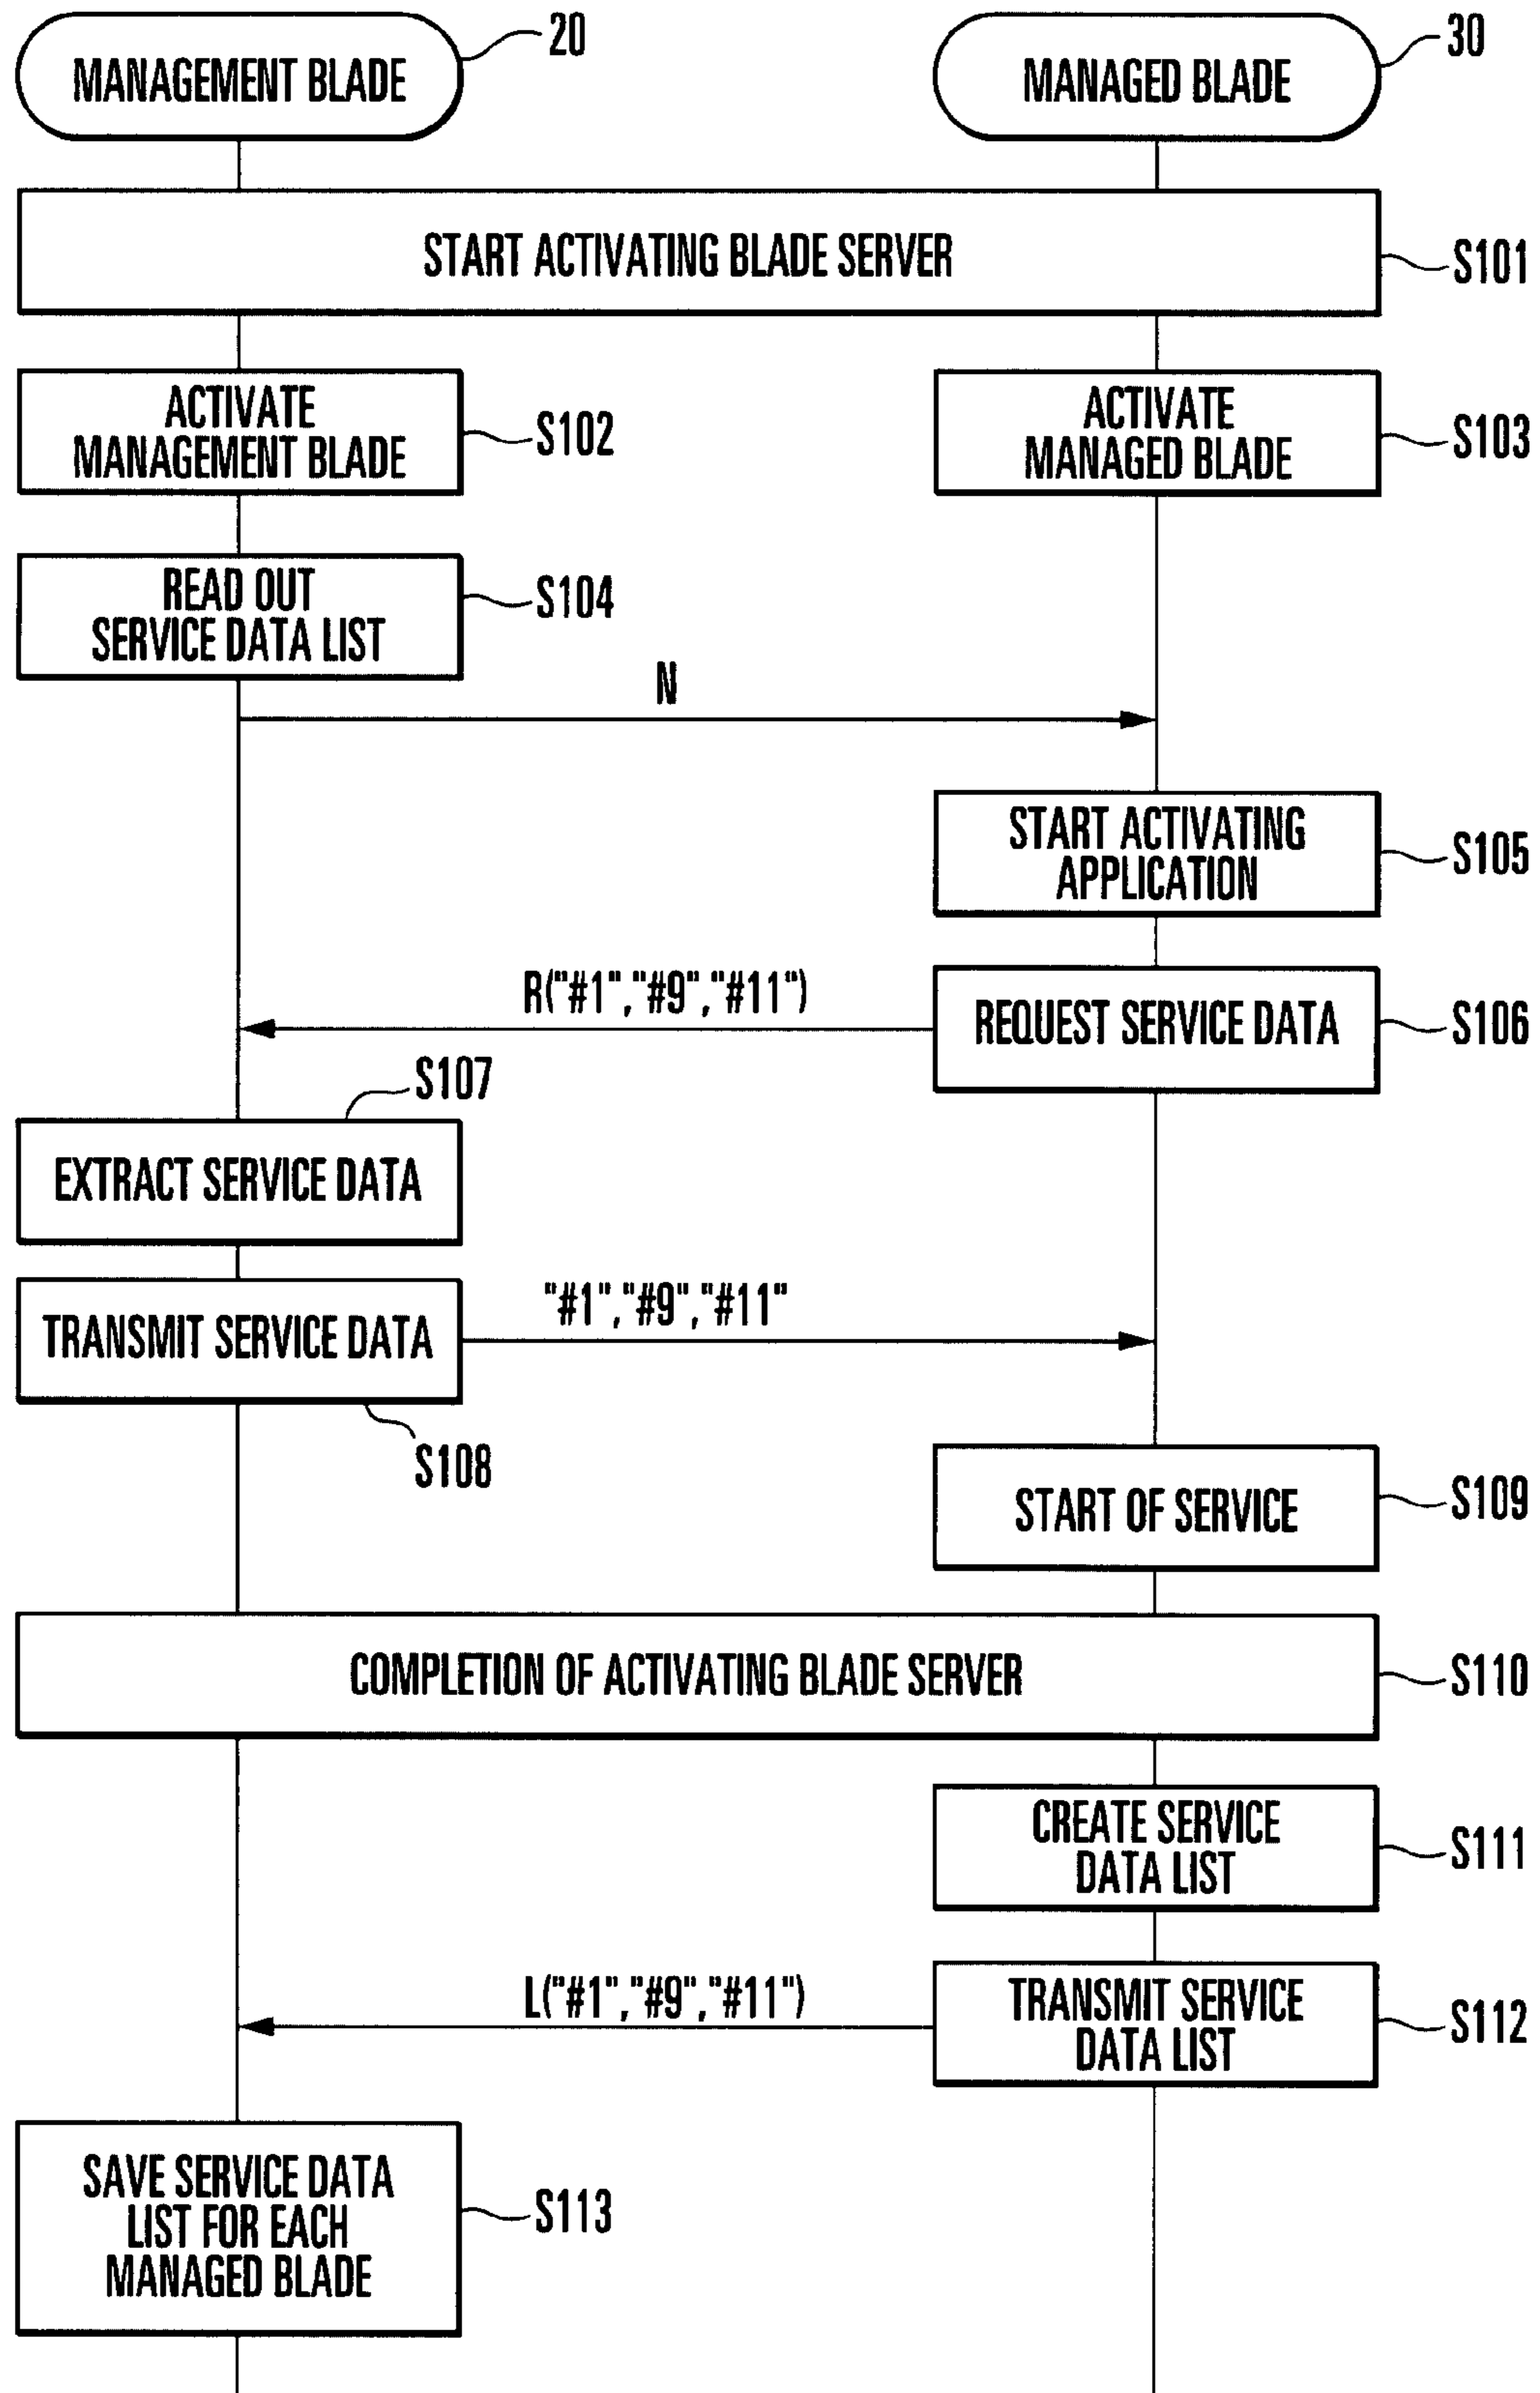 MANAGEMENT BLADE
20
MANAGED BLADE
30
START ACTIVATING BLADE SERVER
S101
ACTIVATE
MANAGEMENT BLADE
S102
ACTIVATE
MANAGED BLADE
S103
READ OUT
SERVICE DATA LIST
S104
N
START ACTIVATING
APPLICATION
S105
R("#1","#9","#11")
REQUEST SERVICE DATA
S106
S107
EXTRACT SERVICE DATA
TRANSMIT SERVICE DATA
"#1","#9","#11"
S108
START OF SERVICE
S109
COMPLETION OF ACTIVATING BLADE SERVER
S110
CREATE SERVICE
DATA LIST
S111
L("#1","#9","#11")
TRANSMIT SERVICE
DATA LIST
S112
SAVE SERVICE DATA
LIST FOR EACH
MANAGED BLADE
S113